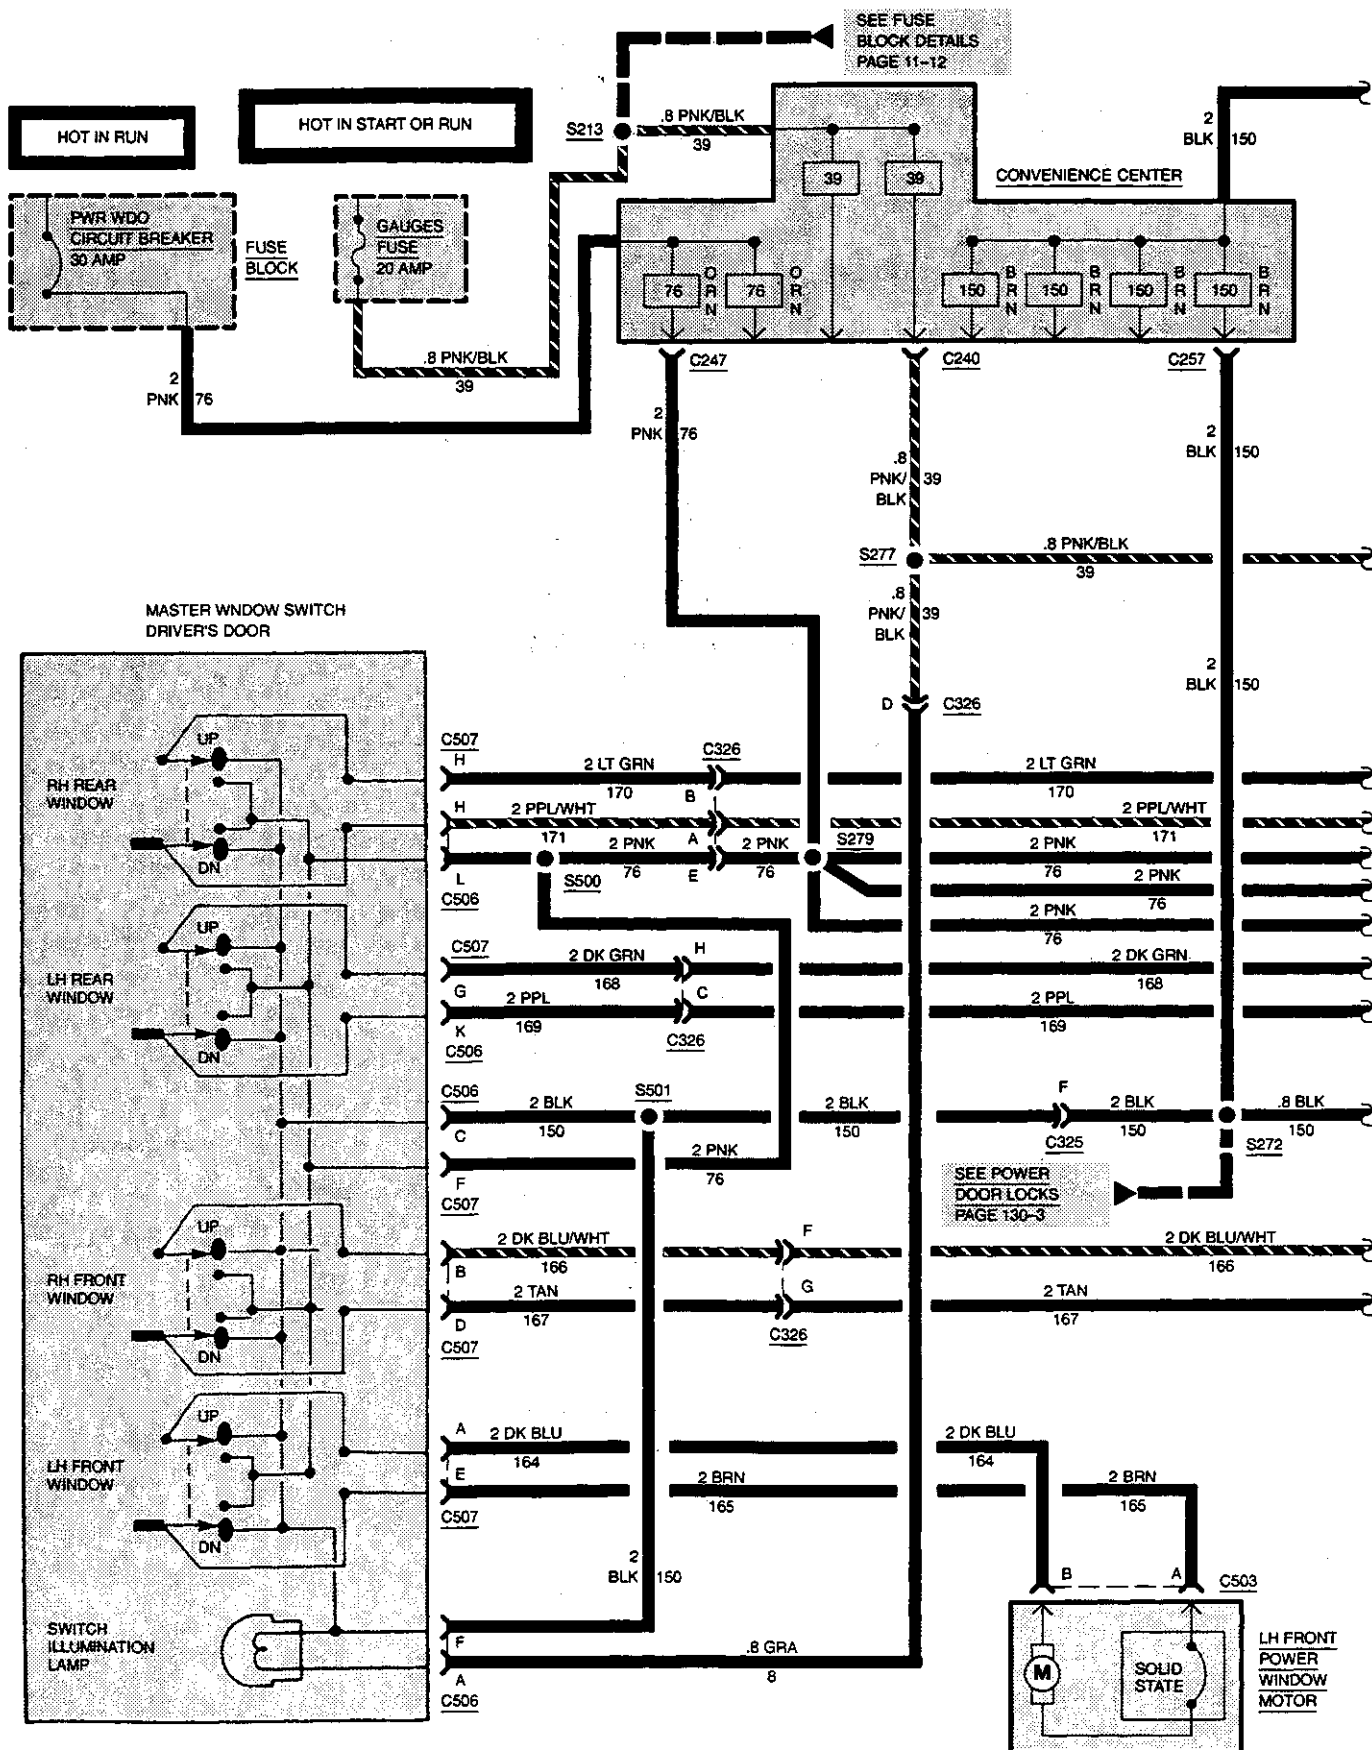 SEE FUSE
BLOCK DETAILS
PAGE 11-12
HOT IN RUN
HOT IN START OR RUN
S213
.8 PNK/BLK
39
2
BLK
150
39
39
CONVENIENCE CENTER
PWR WDO
CIRCUIT BREAKER
30 AMP
FUSE
BLOCK
GAUGES
FUSE
20 AMP
76
ORN
76
ORN
150
BRN
150
BRN
150
BRN
150
BRN
C247
C240
C257
.8 PNK/BLK
39
2
PNK
76
2
PNK
76
.8
PNK/
BLK
39
2
BLK
150
S277
.8 PNK/BLK
39
.8
PNK/
BLK
39
2
BLK
150
D
C326
MASTER WNDOW SWITCH
DRIVER'S DOOR
UP
RH REAR
WINDOW
DN
C507
H
2 LT GRN
170
C326
B
2 LT GRN
170
H
2 PPL/WHT
171
A
2 PPL/WHT
171
2 PNK
76
E
2 PNK
76
S279
2 PNK
76
L
C506
S500
2 PNK
76
2 PNK
76
UP
LH REAR
WINDOW
DN
C507
2 DK GRN
168
H
2 DK GRN
168
G
2 PPL
169
C
2 PPL
169
K
C506
C326
C506
2 BLK
150
S501
2 BLK
150
F
C325
2 BLK
150
.8 BLK
150
S272
C
2 PNK
76
F
C507
SEE POWER
DOOR LOCKS
PAGE 130-3
UP
RH FRONT
WINDOW
DN
2 DK BLU/WHT
166
F
2 DK BLU/WHT
166
B
2 TAN
167
G
2 TAN
167
D
C507
C326
UP
LH FRONT
WINDOW
DN
A
2 DK BLU
164
2 DK BLU
164
E
2 BRN
165
2 BRN
165
C507
2
BLK
150
B
A
C503
SWITCH
ILLUMINATION
LAMP
F
.8 GRA
8
A
C506
M
SOLID
STATE
LH FRONT
POWER
WINDOW
MOTOR